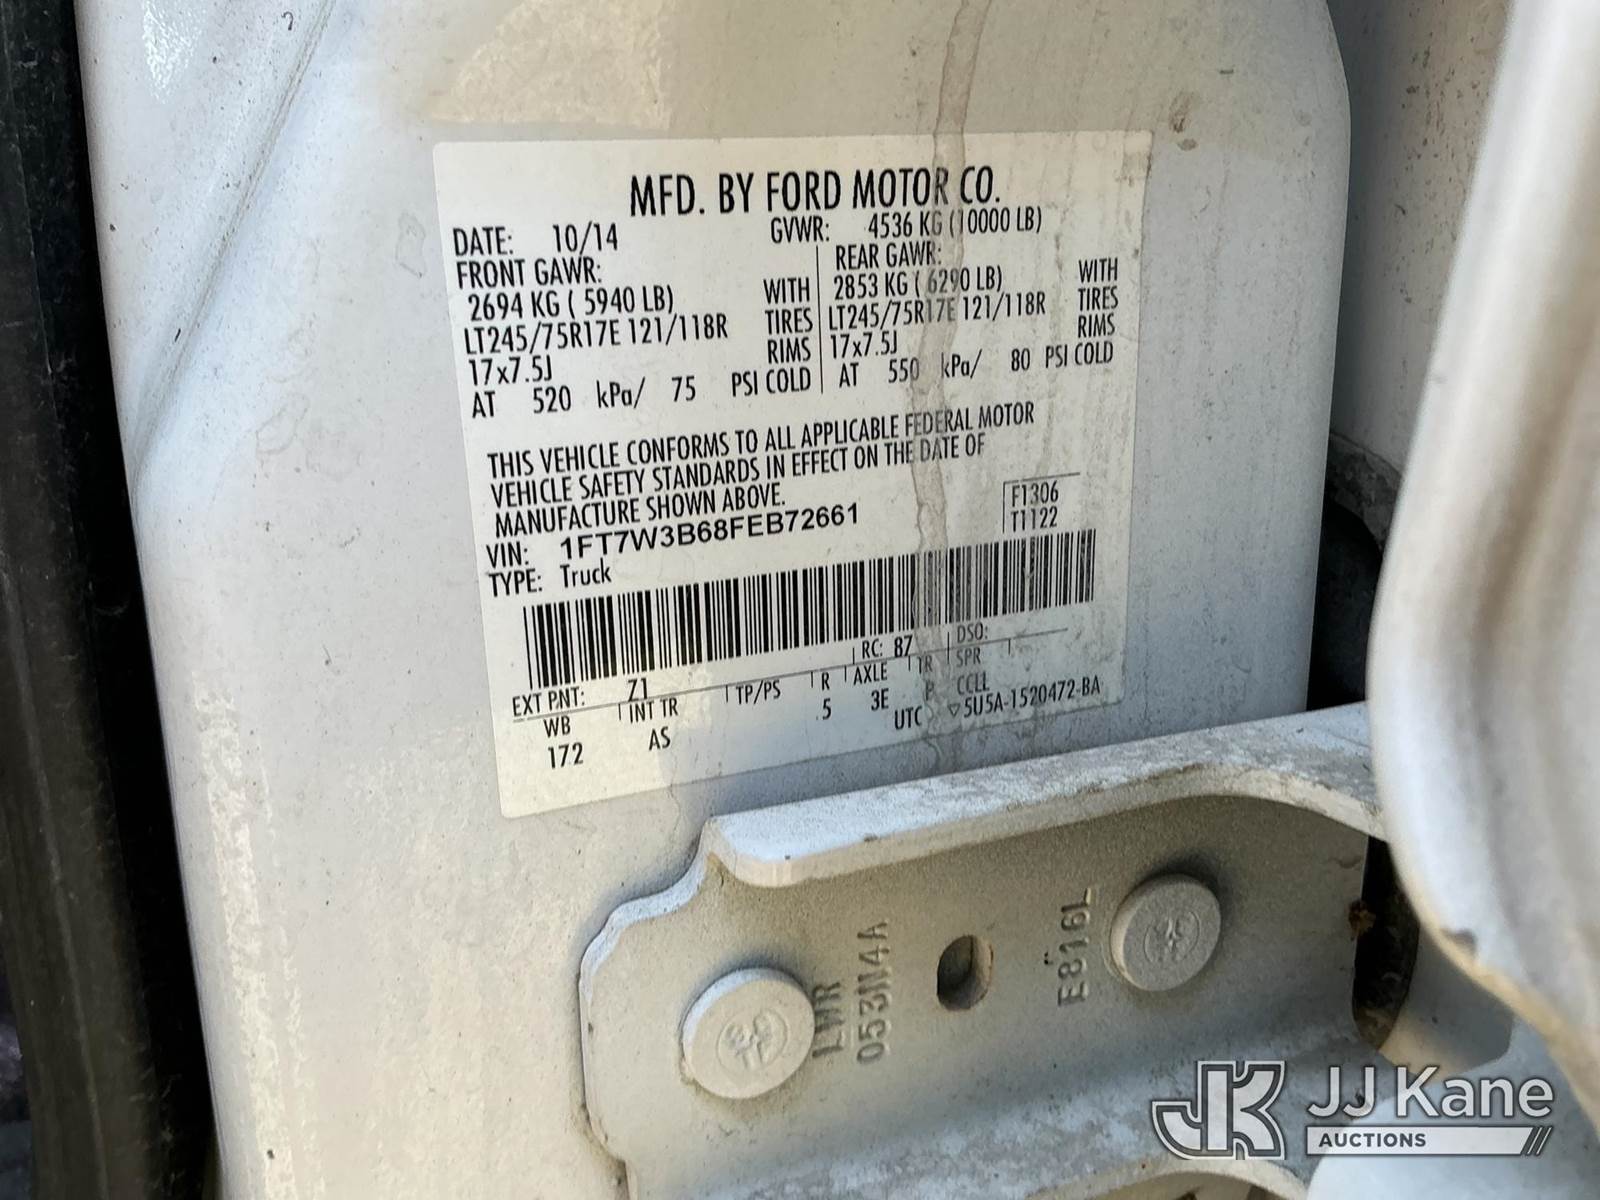 MFD. BY FORD MOTOR CO.
DATE: 10/14 GVWR: 4536 KG (10000 LB)
FRONT GAWR: REAR GAWR:
2694 KG ( 5940 LB) WITH 2853 KG ( 6290 LB) WITH
LT245/75R17E 121/118R TIRES LT245/75R17E 121/118R TIRES
17x7.5J RIMS 17x7.5J RIMS
AT 520 kPa/ 75 PSI COLD AT 550 kPa/ 80 PSI COLD
THIS VEHICLE CONFORMS TO ALL APPLICABLE FEDERAL MOTOR
VEHICLE SAFETY STANDARDS IN EFFECT ON THE DATE OF
MANUFACTURE SHOWN ABOVE.
F1306
T1122
VIN: 1FT7W3B68FEB72661
TYPE: Truck
EXT PNT: Z1 RC: 87 DSO:
WB INT TR TP/PS R AXLE TR SPR
172 AS 5 3E P CCLL
UTC ▽5U5A-1520472-BA
LWR
053N4A
E816L
JK JJ Kane
AUCTIONS